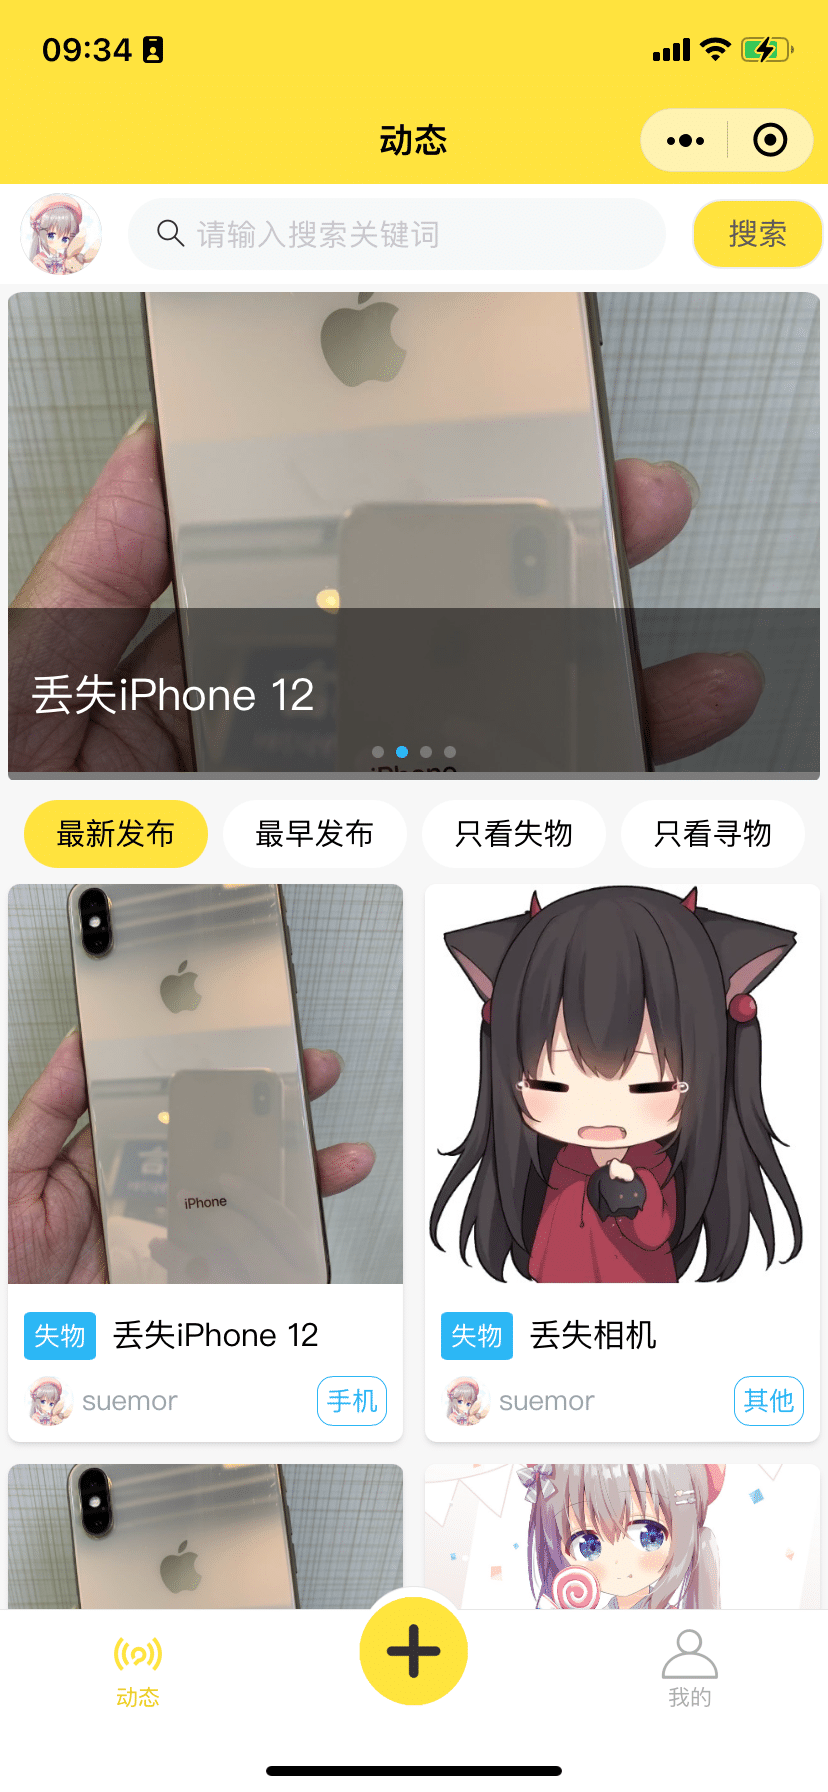 09:34
动态
请输入搜索关键词
搜索
丢失iPhone 12
最新发布
最早发布
只看失物
只看寻物
iPhone
失物 丢失iPhone 12
suemor
手机
失物 丢失相机
suemor
其他
动态
我的